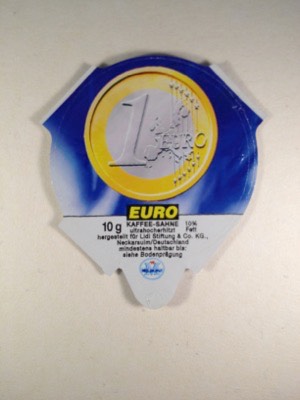 1 EURO
EURO
10 g KAFFEE-SAHNE 10% Fett
ultrahocherhitzt
hergestellt für Lidl Stiftung & Co. KG.,
Neckarsulm/Deutschland
mindestens haltbar bis:
siehe Bodenprägung